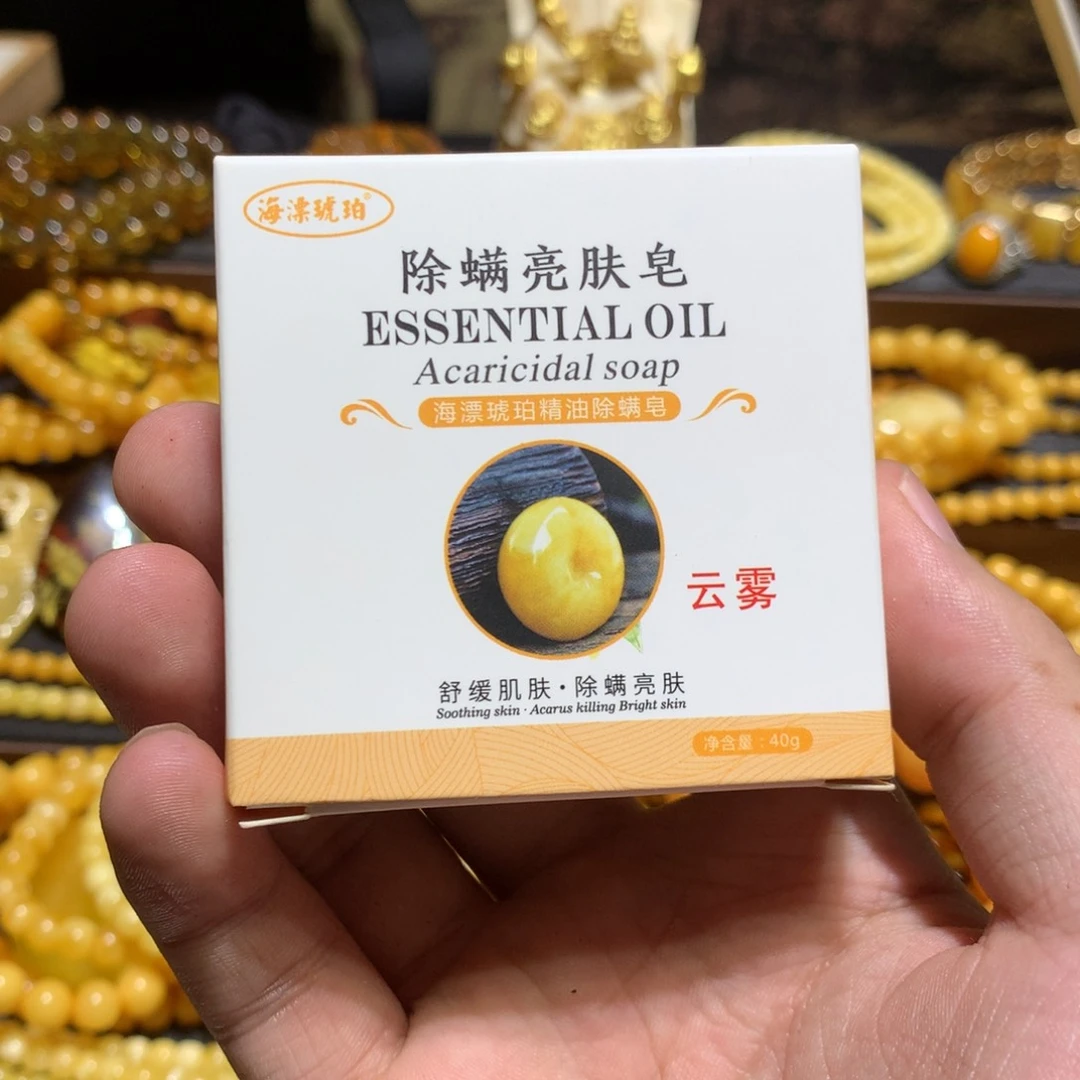 海漂琥珀®
除螨亮肤皂
ESSENTIAL OIL
Acaricidal soap
海漂琥珀精油除螨皂
云雾
舒缓肌肤·除螨亮肤
Soothing skin · Acarus killing Bright skin
净含量：40g